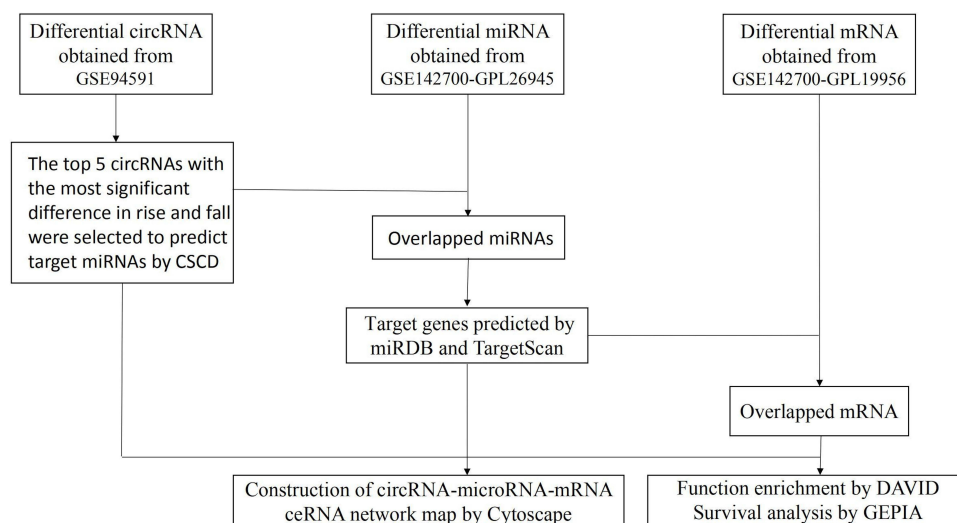 Differential circRNA
obtained from
GSE94591
Differential miRNA
obtained from
GSE142700-GPL26945
Differential mRNA
obtained from
GSE142700-GPL19956
The top 5 circRNAs with
the most significant
difference in rise and fall
were selected to predict
target miRNAs by CSCD
Overlapped miRNAs
Target genes predicted by
miRDB and TargetScan
Overlapped mRNA
Construction of circRNA-microRNA-mRNA
ceRNA network map by Cytoscape
Function enrichment by DAVID
Survival analysis by GEPIA